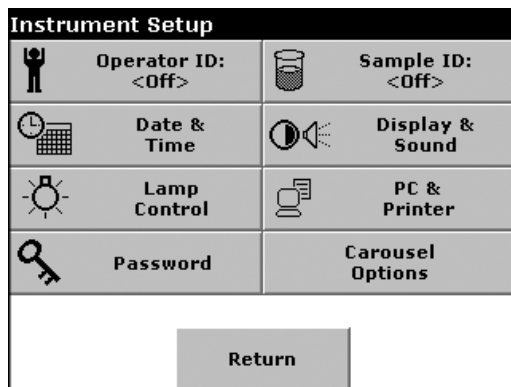 Instrument Setup
Operator ID:
<Off>
Sample ID:
<Off>
Date &
Time
Display &
Sound
Lamp
Control
PC &
Printer
Password
Carousel
Options
Return